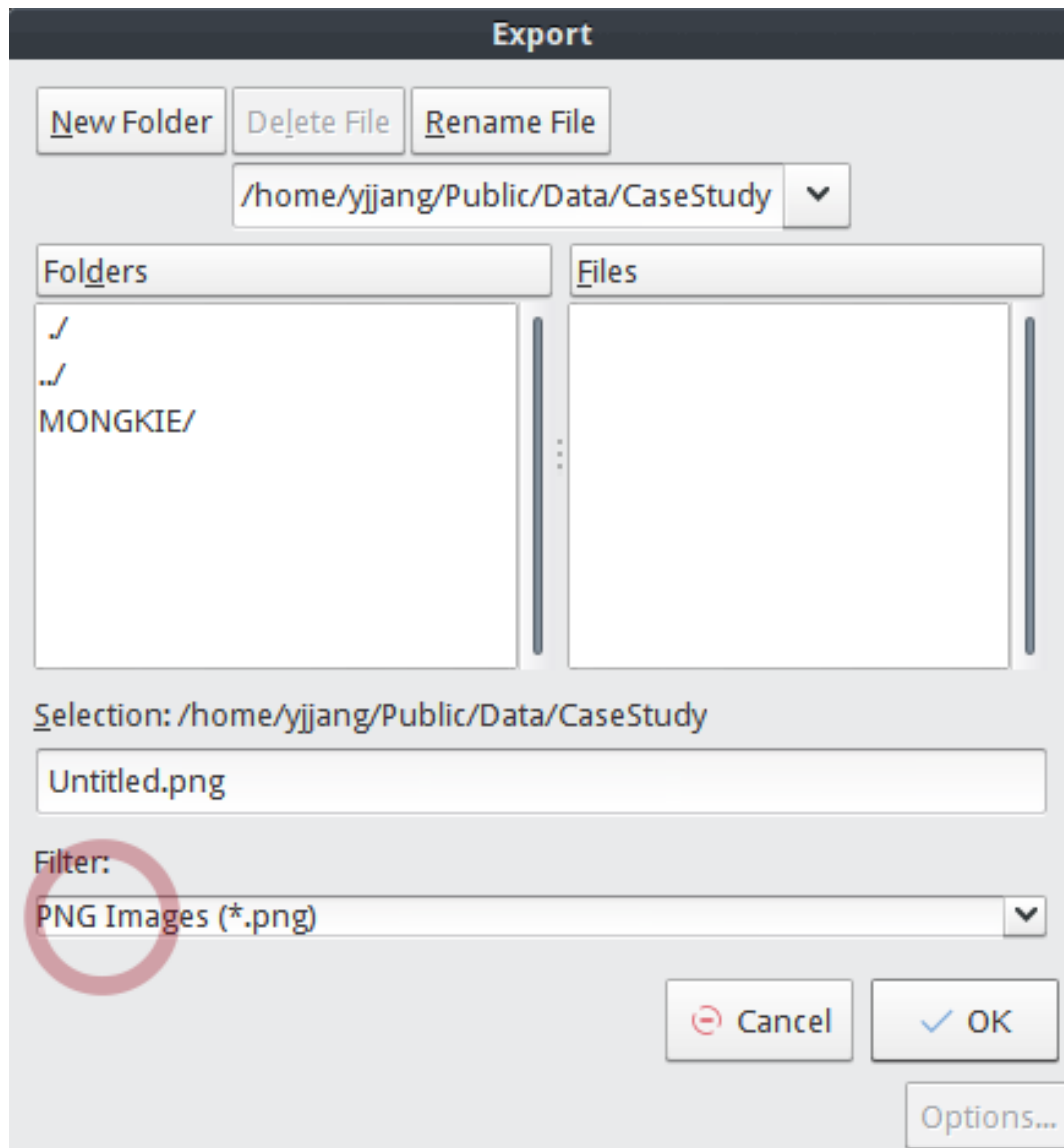 Export
New Folder Delete File Rename File
/home/yjjang/Public/Data/CaseStudy
Folders Files
./
../
MONGKIE/
Selection: /home/yjjang/Public/Data/CaseStudy
Untitled.png
Filter:
PNG Images (*.png)
Cancel OK
Options...